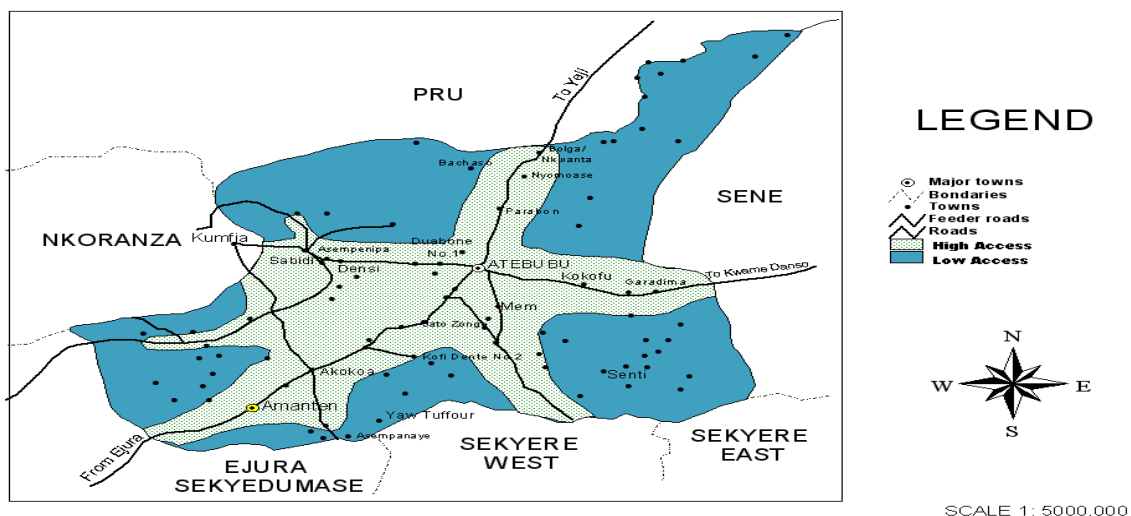 PRU
To Yeji
Bolga/
Nkwanta
Bachaso
Nyomoase
SENE
Parabon
NKORANZA
Kumfja
Asempenipa
Duabone
No.1
Sabidi
Densi
ATEBU BU
Kokofu
To Kwame Danso
Garadima
Mem
Sato Zongo
Kofi Dente No.2
Akokoa
Senti
Amanten
Yaw Tuffour
Asempanaye
From Ejura
EJURA
SEKYEDUMASE
SEKYERE
WEST
SEKYERE
EAST
LEGEND
Major towns
Bondaries
Towns
Feeder roads
Roads
High Access
Low Access
N
W
E
S
SCALE 1: 5000.000